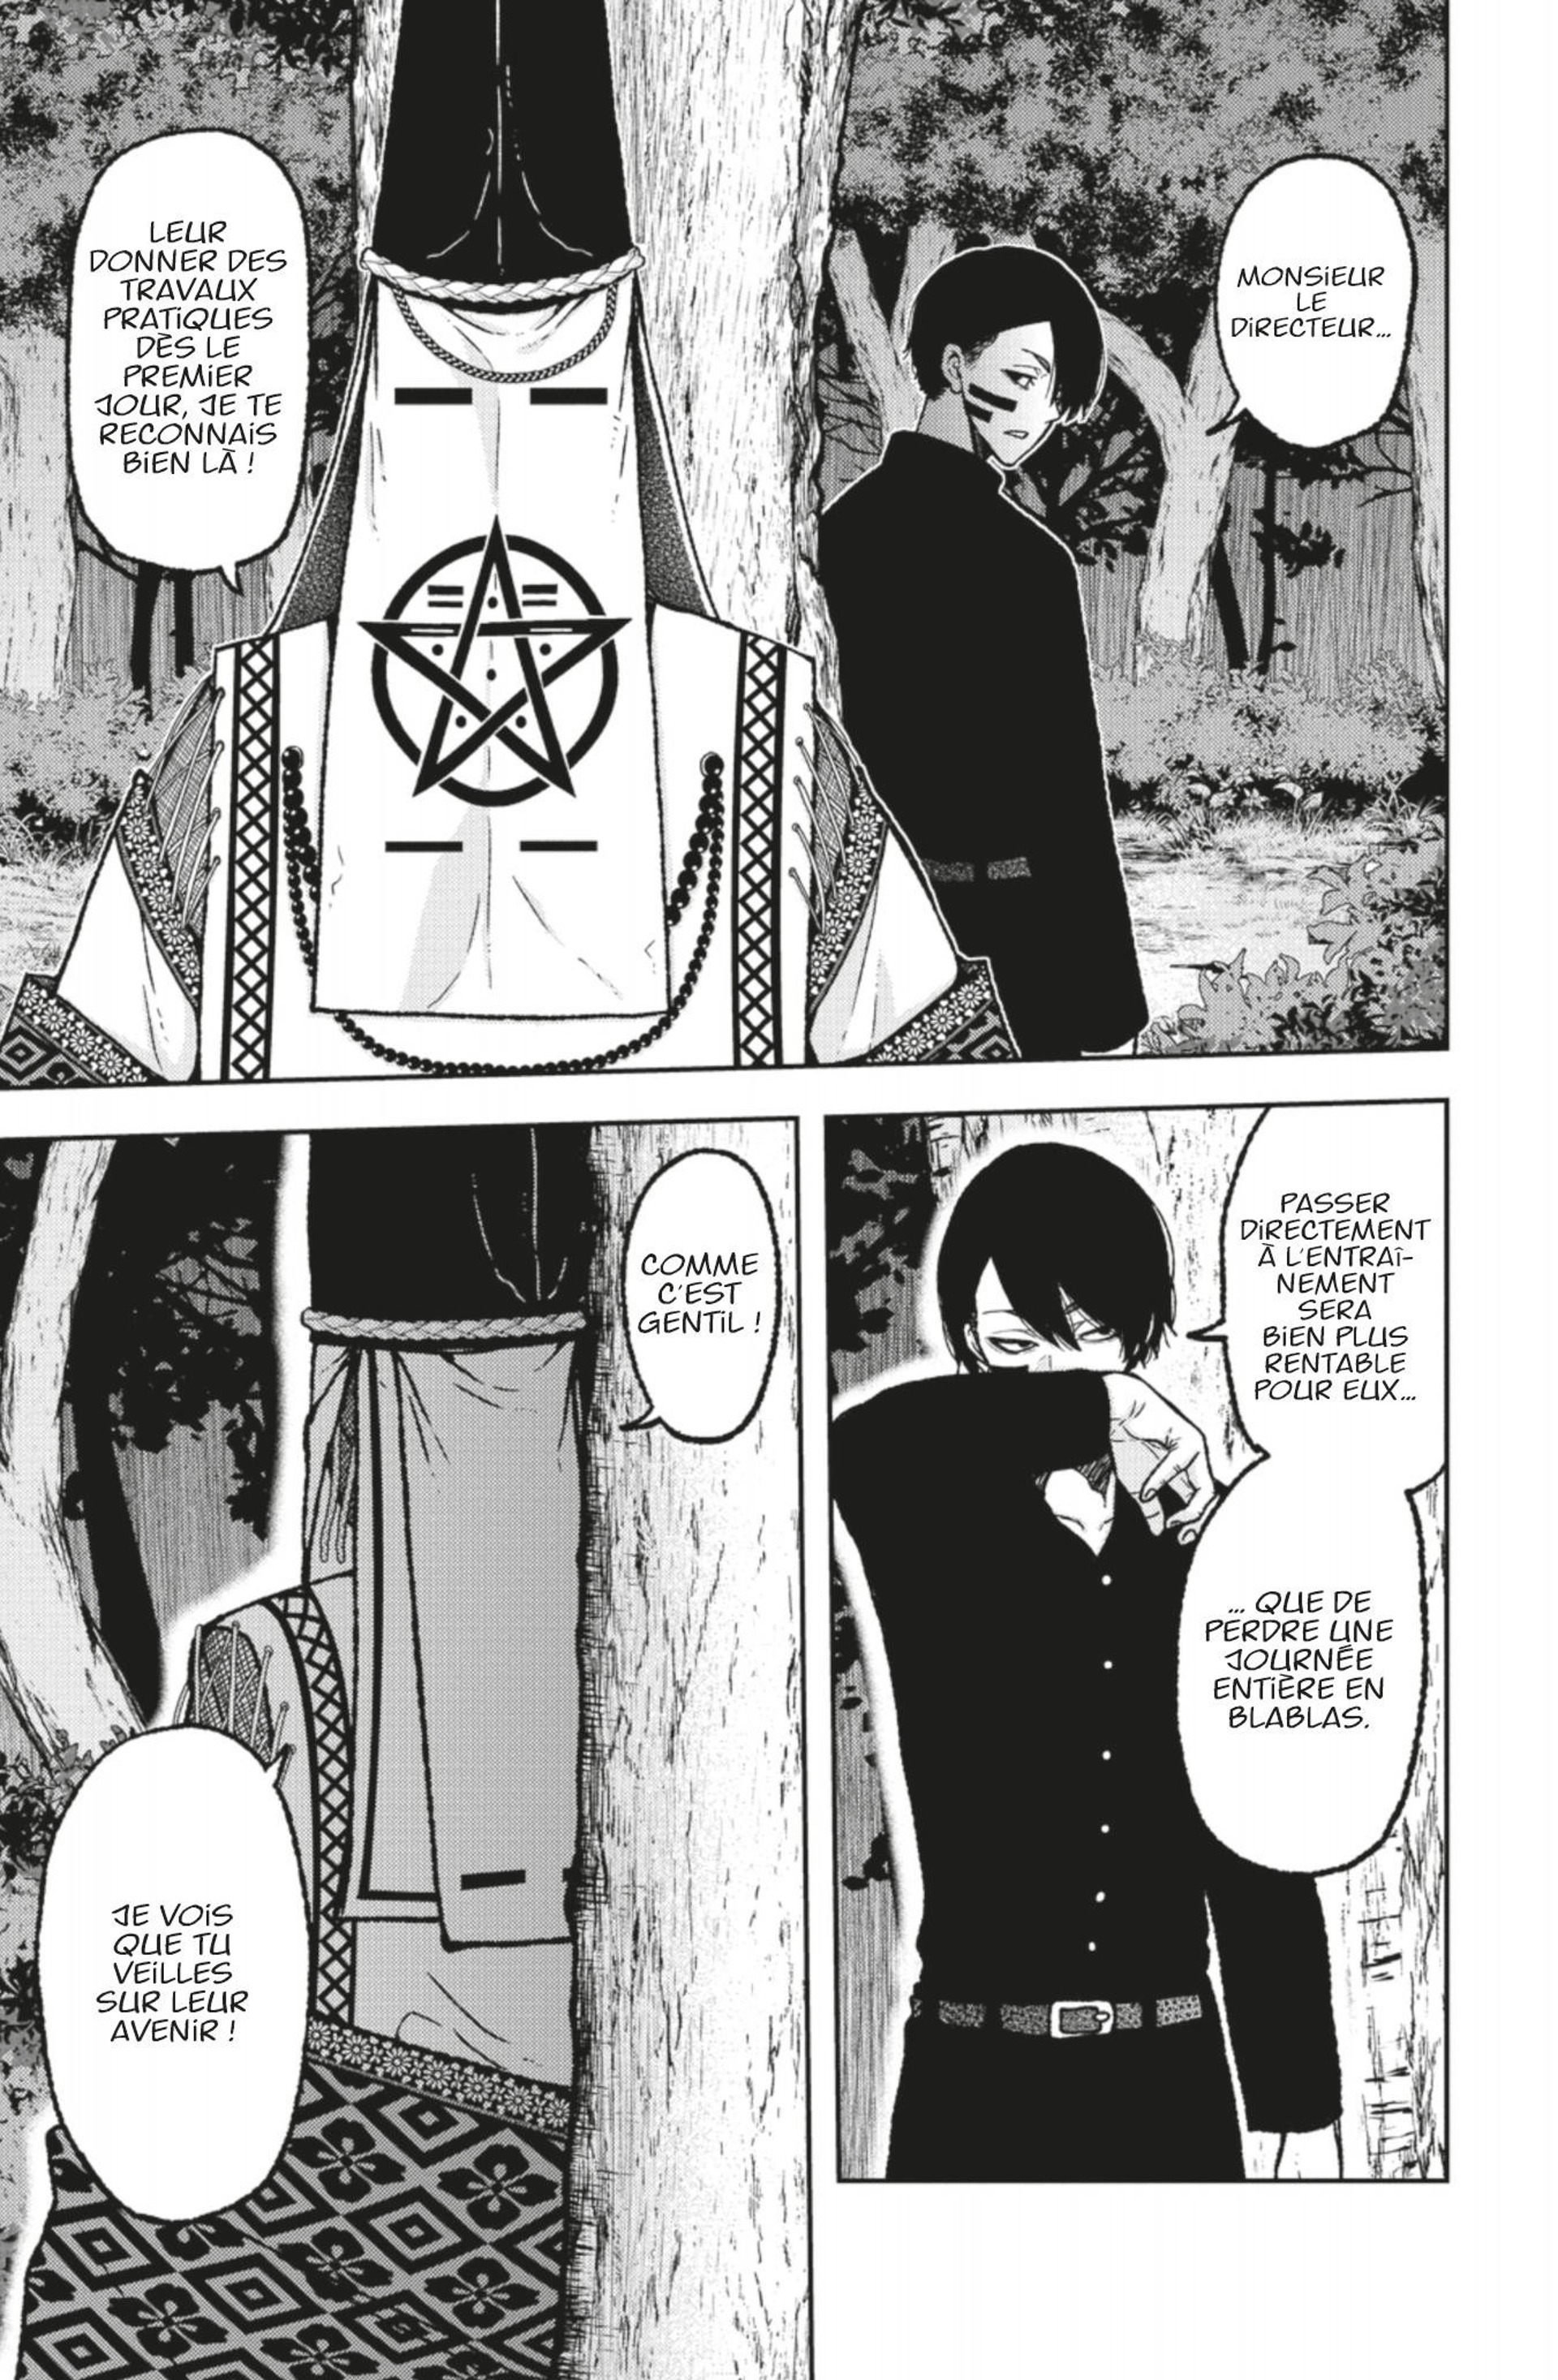 MONSiEUR
LE
DiRECTEUR...
LEUR
DONNER DES
TRAVAUX
PRATiQUES
DÈS LE
PREMiER
JOUR, JE TE
RECONNAiS
BiEN LÀ !
PASSER
DiRECTEMENT
À L'ENTRAî-
NEMENT
SERA
BiEN PLUS
RENTABLE
POUR EUX...
... QUE DE
PERDRE UNE
JOURNÉE
ENTiÈRE EN
BLABLAS.
COMME
C'EST
GENTiL !
JE VOiS
QUE TU
VEiLLES
SUR LEUR
AVENiR !